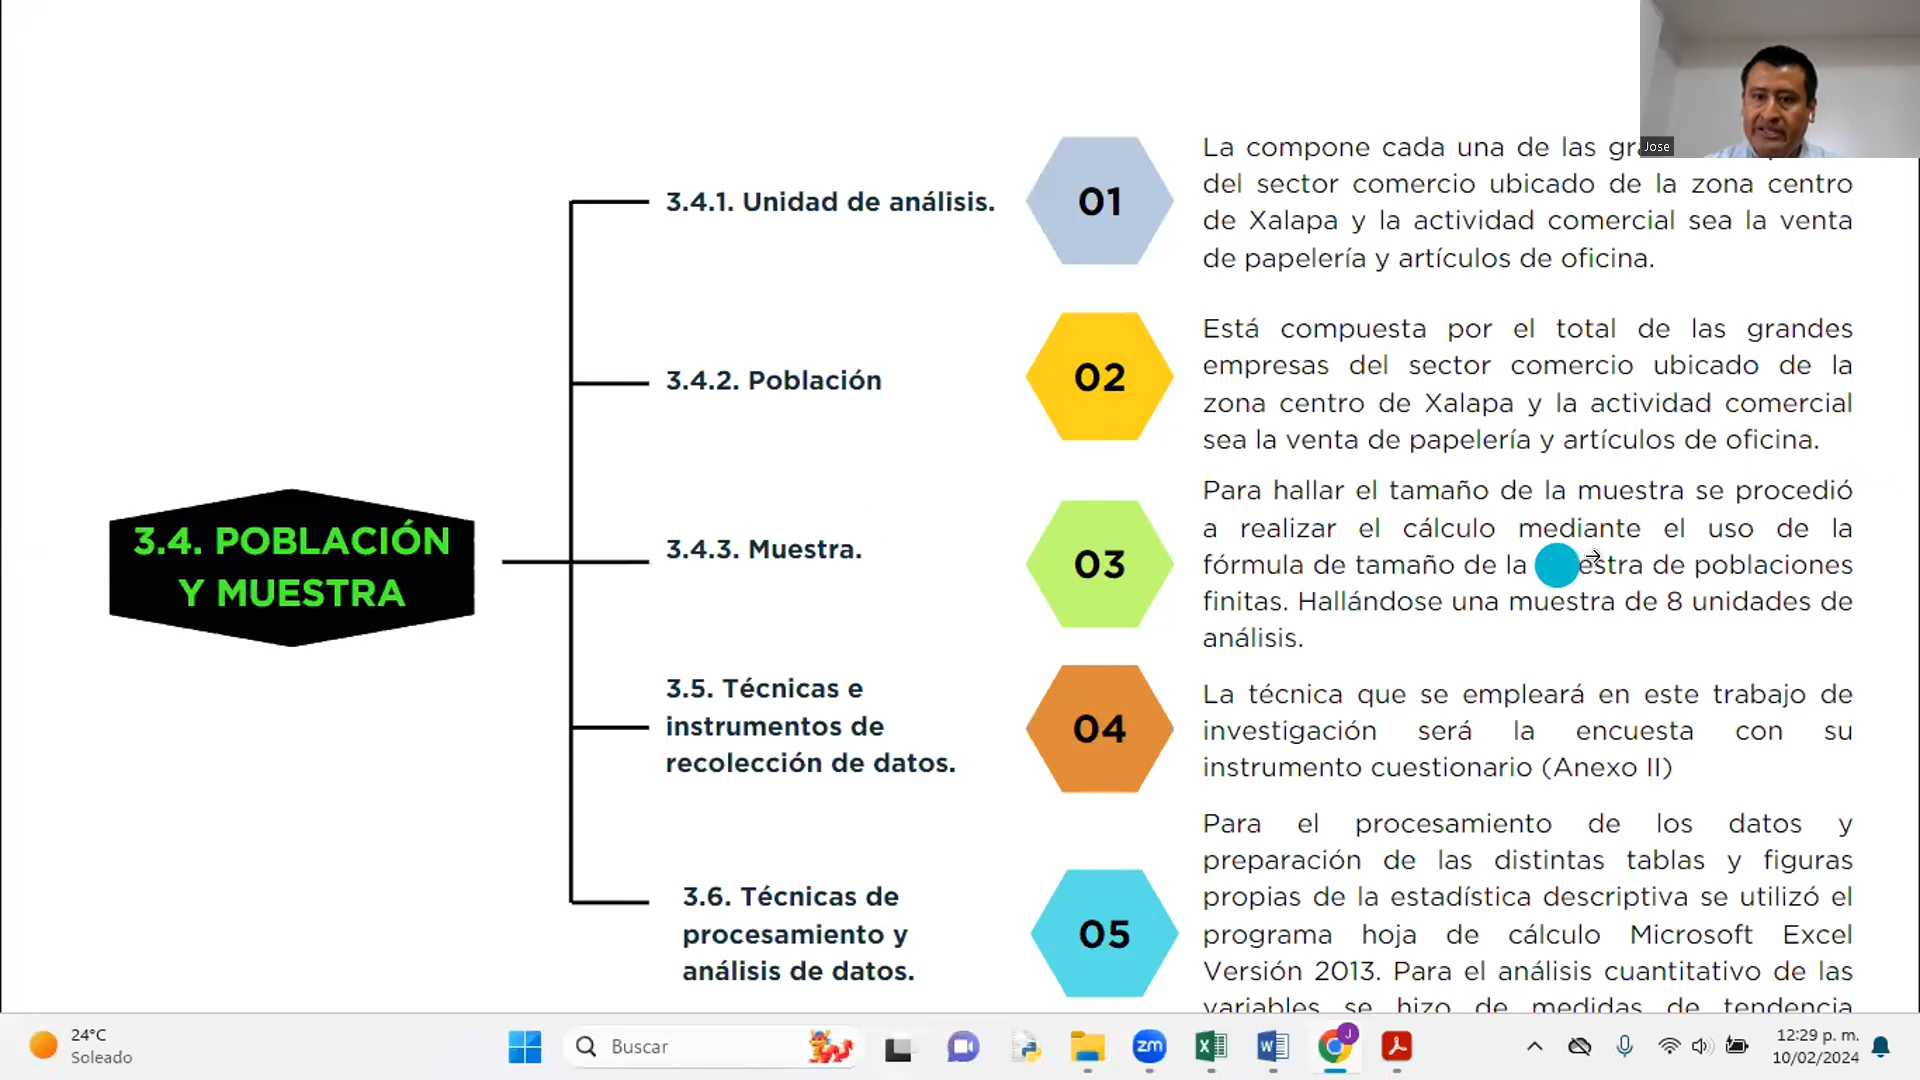 Jose
3.4. POBLACIÓN
Y MUESTRA
3.4.1. Unidad de análisis.
01
La compone cada una de las
del sector comercio ubicado de la zona centro
de Xalapa y la actividad comercial sea la venta
de papelería y artículos de oficina.
3.4.2. Población
02
Está compuesta por el total de las grandes
empresas del sector comercio ubicado de la
zona centro de Xalapa y la actividad comercial
sea la venta de papelería y artículos de oficina.
3.4.3. Muestra.
03
Para hallar el tamaño de la muestra se procedió
a realizar el cálculo mediante el uso de la
fórmula de tamaño de la estra de poblaciones
finitas. Hallándose una muestra de 8 unidades de
análisis.
3.5. Técnicas e
instrumentos de
recolección de datos.
04
La técnica que se empleará en este trabajo de
investigación será la encuesta con su
instrumento cuestionario (Anexo II)
3.6. Técnicas de
procesamiento y
análisis de datos.
05
Para el procesamiento de los datos y
preparación de las distintas tablas y figuras
propias de la estadística descriptiva se utilizó el
programa hoja de cálculo Microsoft Excel
Versión 2013. Para el análisis cuantitativo de las
variables se hizo de medidas de tendencia
24°C
Soleado
Buscar
zm
J
12:29 p. m.
10/02/2024